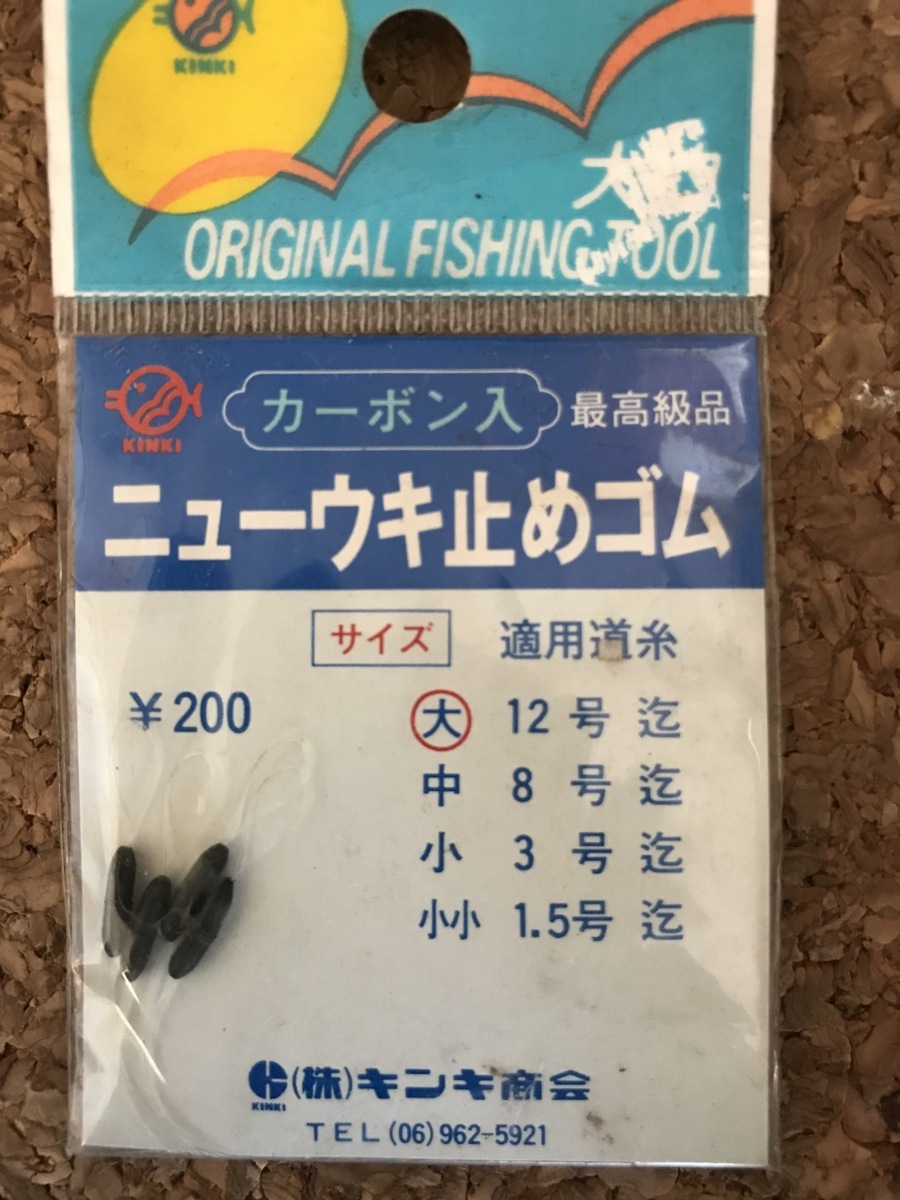 KINKI
大
ORIGINAL FISHING TOOL
KINKI
カーボン入
最高級品
ニューウキ止めゴム
サイズ 適用道糸
¥200
大 12号迄
中 8号迄
小 3号迄
小小 1.5号迄
KINKI
(株)キンキ商会
TEL(06)962-5921